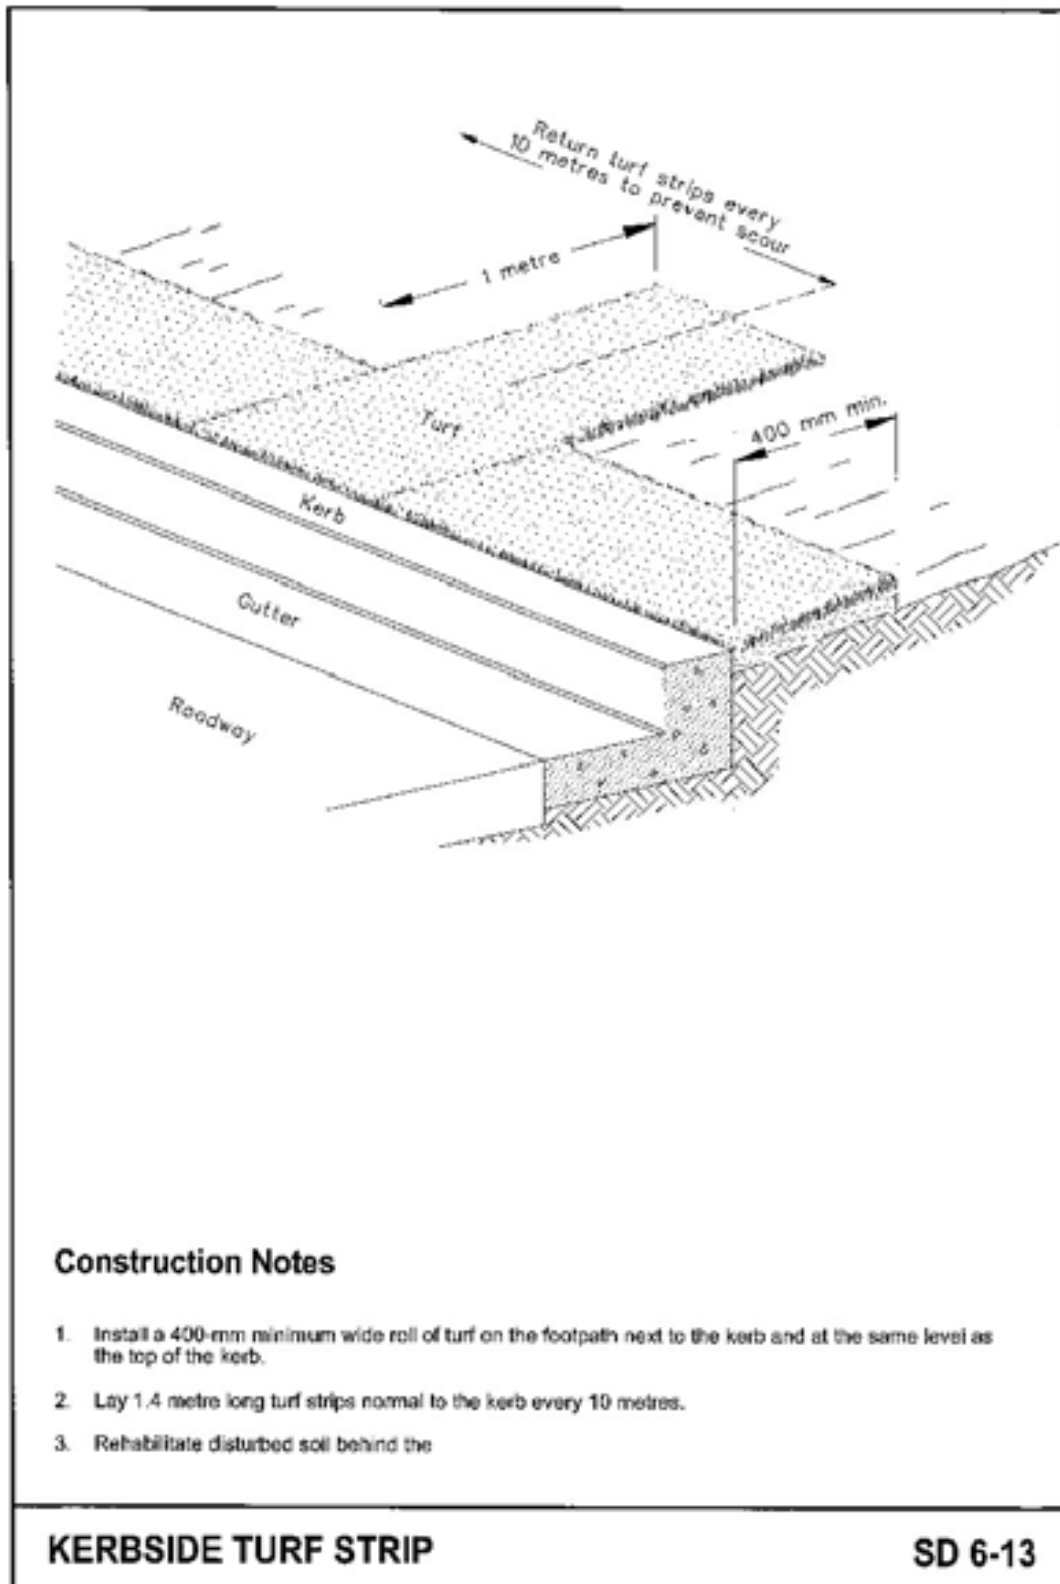 Return turf strips every
10 metres to prevent scour
1 metre
Turf
400 mm min.
Kerb
Gutter
Roadway
Construction Notes
1. Install a 400-mm minimum wide roll of turf on the footpath next to the kerb and at the same level as
the top of the kerb.
2. Lay 1.4 metre long turf strips normal to the kerb every 10 metres.
3. Rehabilitate disturbed soil behind the
KERBSIDE TURF STRIP
SD 6-13